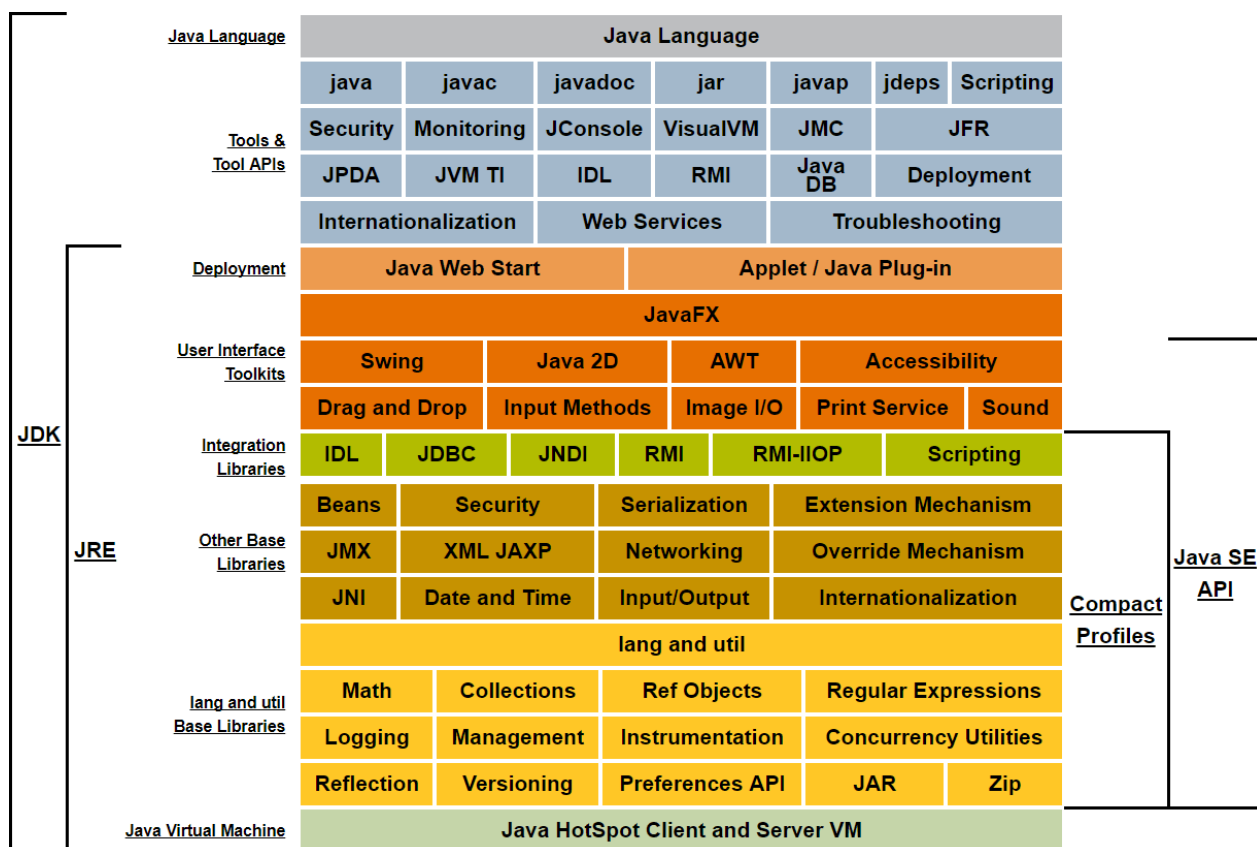 Java Language
Java Language
java javac javadoc jar javap jdeps Scripting
Tools &
Tool APIs
Security Monitoring JConsole VisualVM JMC JFR
JPDA JVM TI IDL RMI Java DB Deployment
Internationalization Web Services Troubleshooting
Deployment
Java Web Start Applet / Java Plug-in
JavaFX
User Interface
Toolkits
Swing Java 2D AWT Accessibility
Drag and Drop Input Methods Image I/O Print Service Sound
Integration
Libraries
IDL JDBC JNDI RMI RMI-IIOP Scripting
Other Base
Libraries
Beans Security Serialization Extension Mechanism
JMX XML JAXP Networking Override Mechanism
JNI Date and Time Input/Output Internationalization
lang and util
lang and util
Base Libraries
Math Collections Ref Objects Regular Expressions
Logging Management Instrumentation Concurrency Utilities
Reflection Versioning Preferences API JAR Zip
Java Virtual Machine
Java HotSpot Client and Server VM
JDK
JRE
Compact
Profiles
Java SE
API